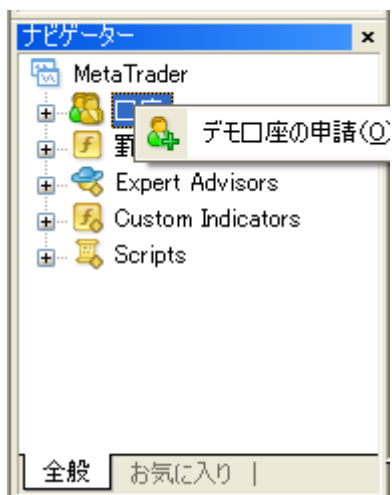 ナビゲーター
MetaTrader
口座
デモ口座の申請(O)
Expert Advisors
Custom Indicators
Scripts
全般 お気に入り